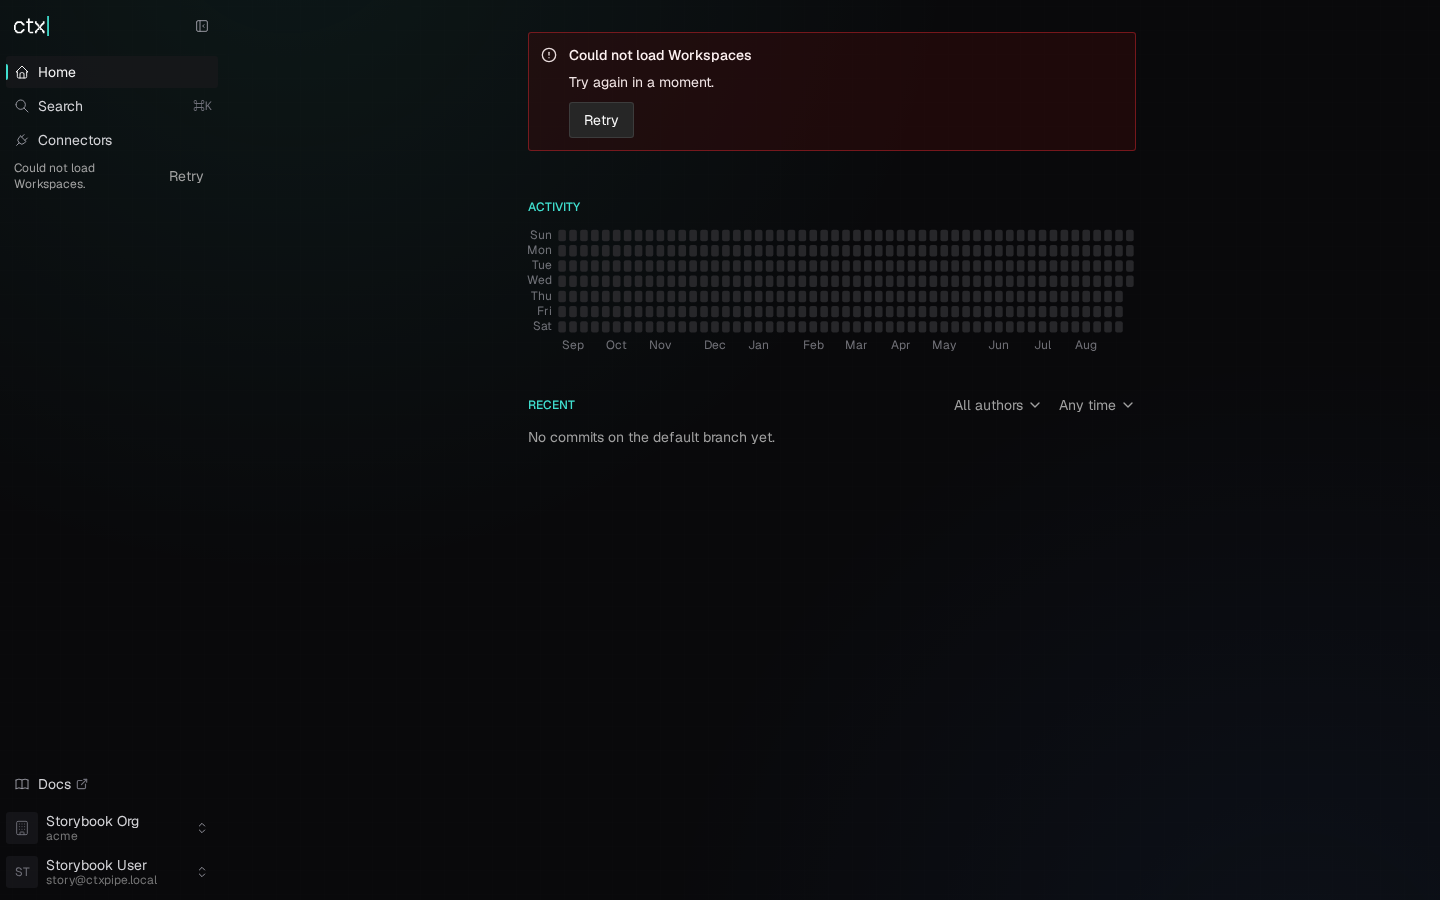 ctx
Home
Search ⌘K
Connectors
Could not load
Workspaces.
Retry
Could not load Workspaces
Try again in a moment.
Retry
ACTIVITY
Sun
Mon
Tue
Wed
Thu
Fri
Sat
Sep Oct Nov Dec Jan Feb Mar Apr May Jun Jul Aug
RECENT All authors Any time
No commits on the default branch yet.
Docs
Storybook Org
acme
ST
Storybook User
story@ctxpipe.local